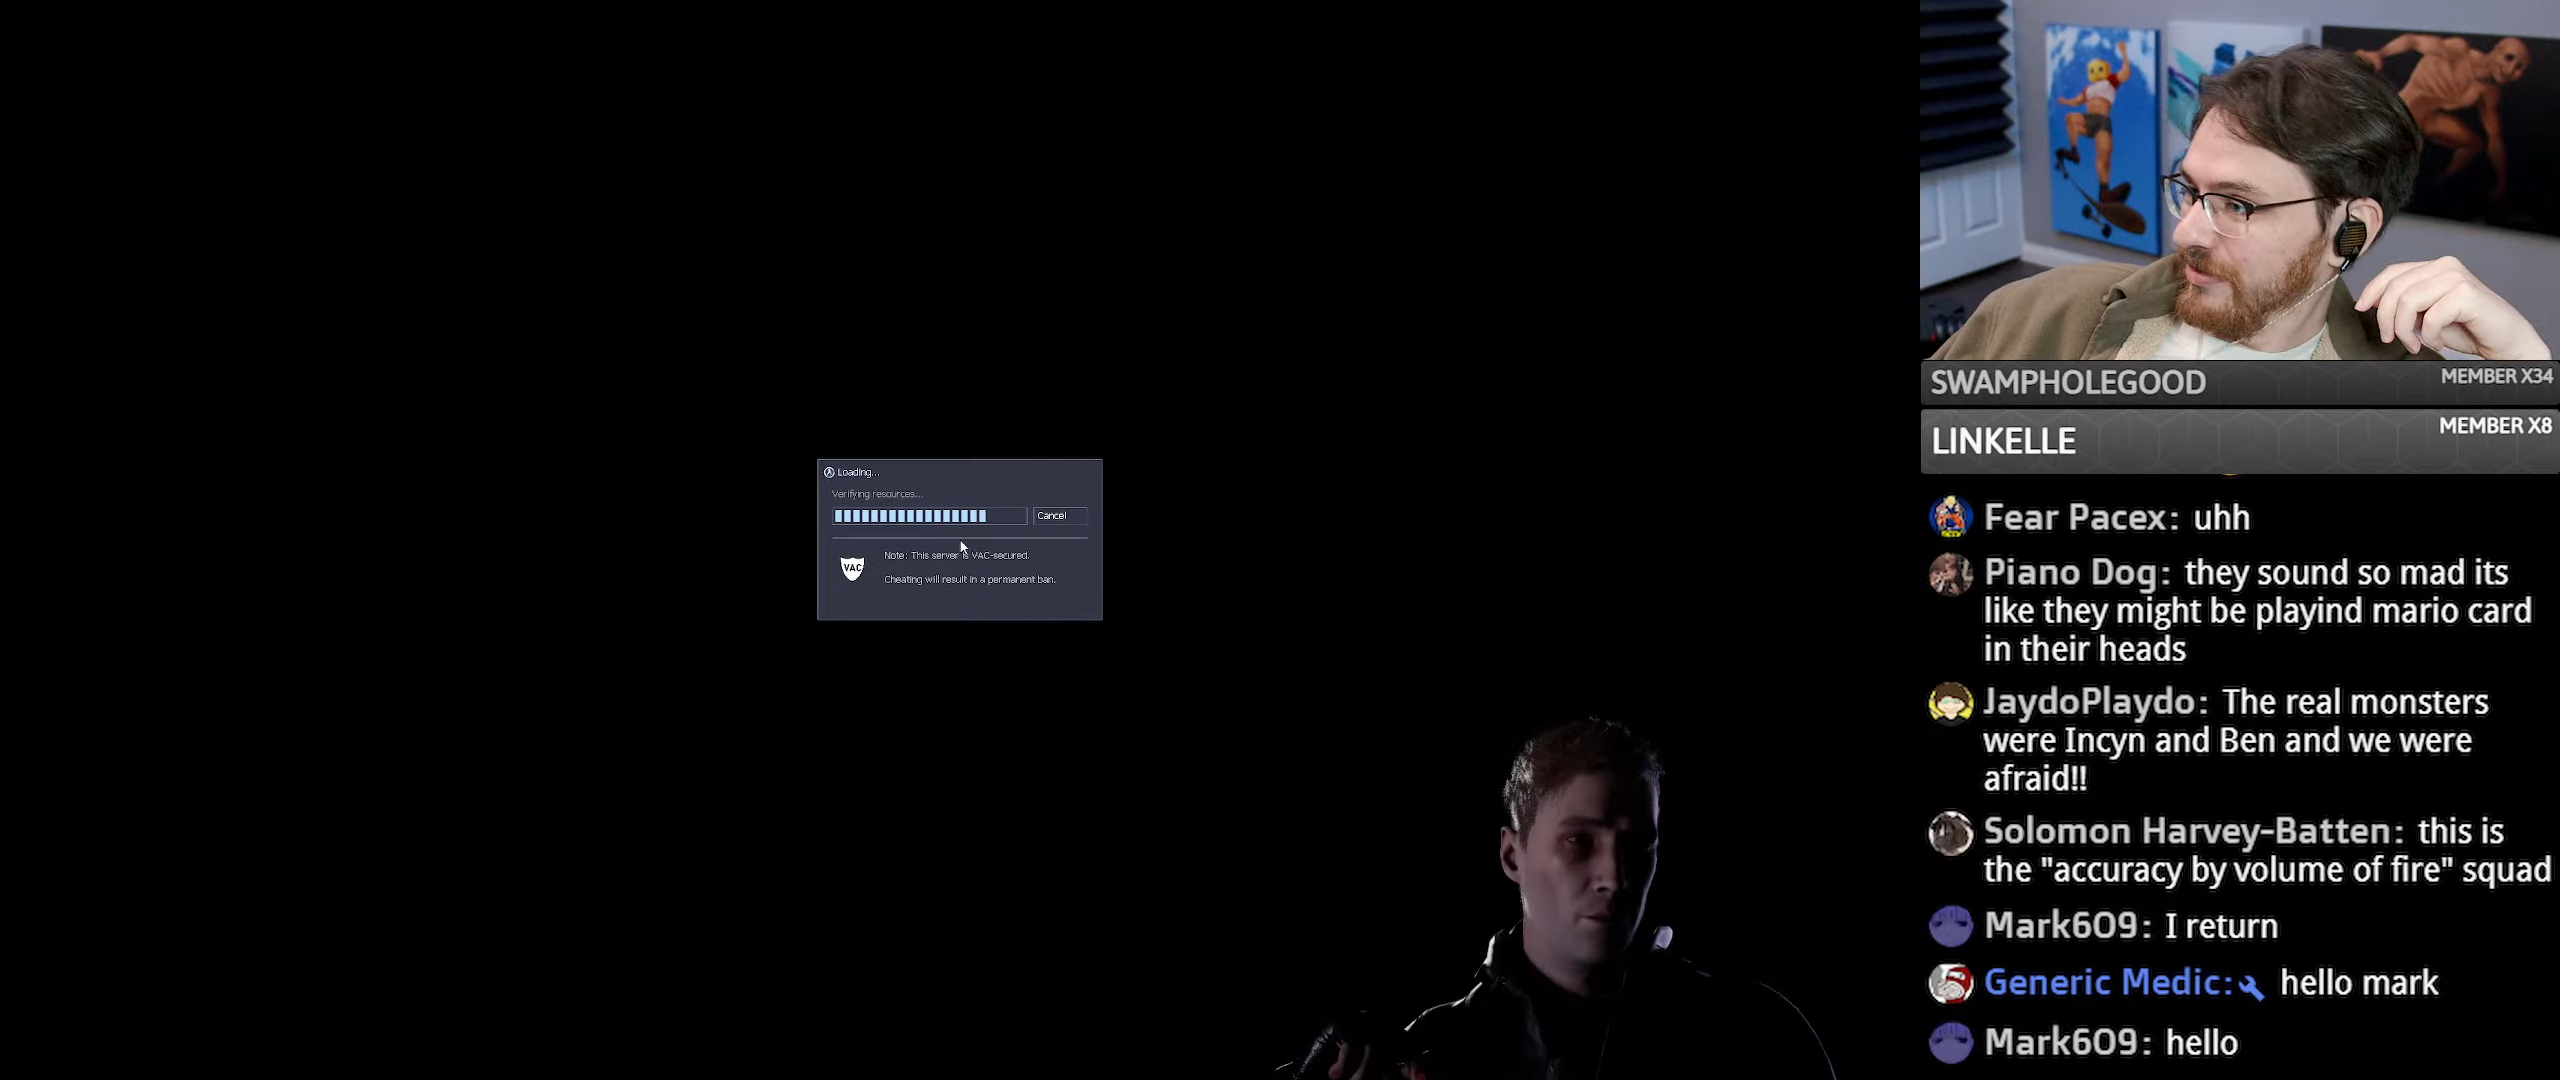 Loading...
Verifying resources...
Cancel
VAC
Note: This server is VAC-secured.
Cheating will result in a permanent ban.
SWAMPHOLEGOOD
MEMBER X34
LINKELLE
MEMBER X8
Fear Pacex: uhh
Piano Dog: they sound so mad its
like they might be playind mario card
in their heads
JaydoPlaydo: The real monsters
were Incyn and Ben and we were
afraid!!
Solomon Harvey-Batten: this is
the "accuracy by volume of fire" squad
Mark609: I return
Generic Medic: hello mark
Mark609: hello